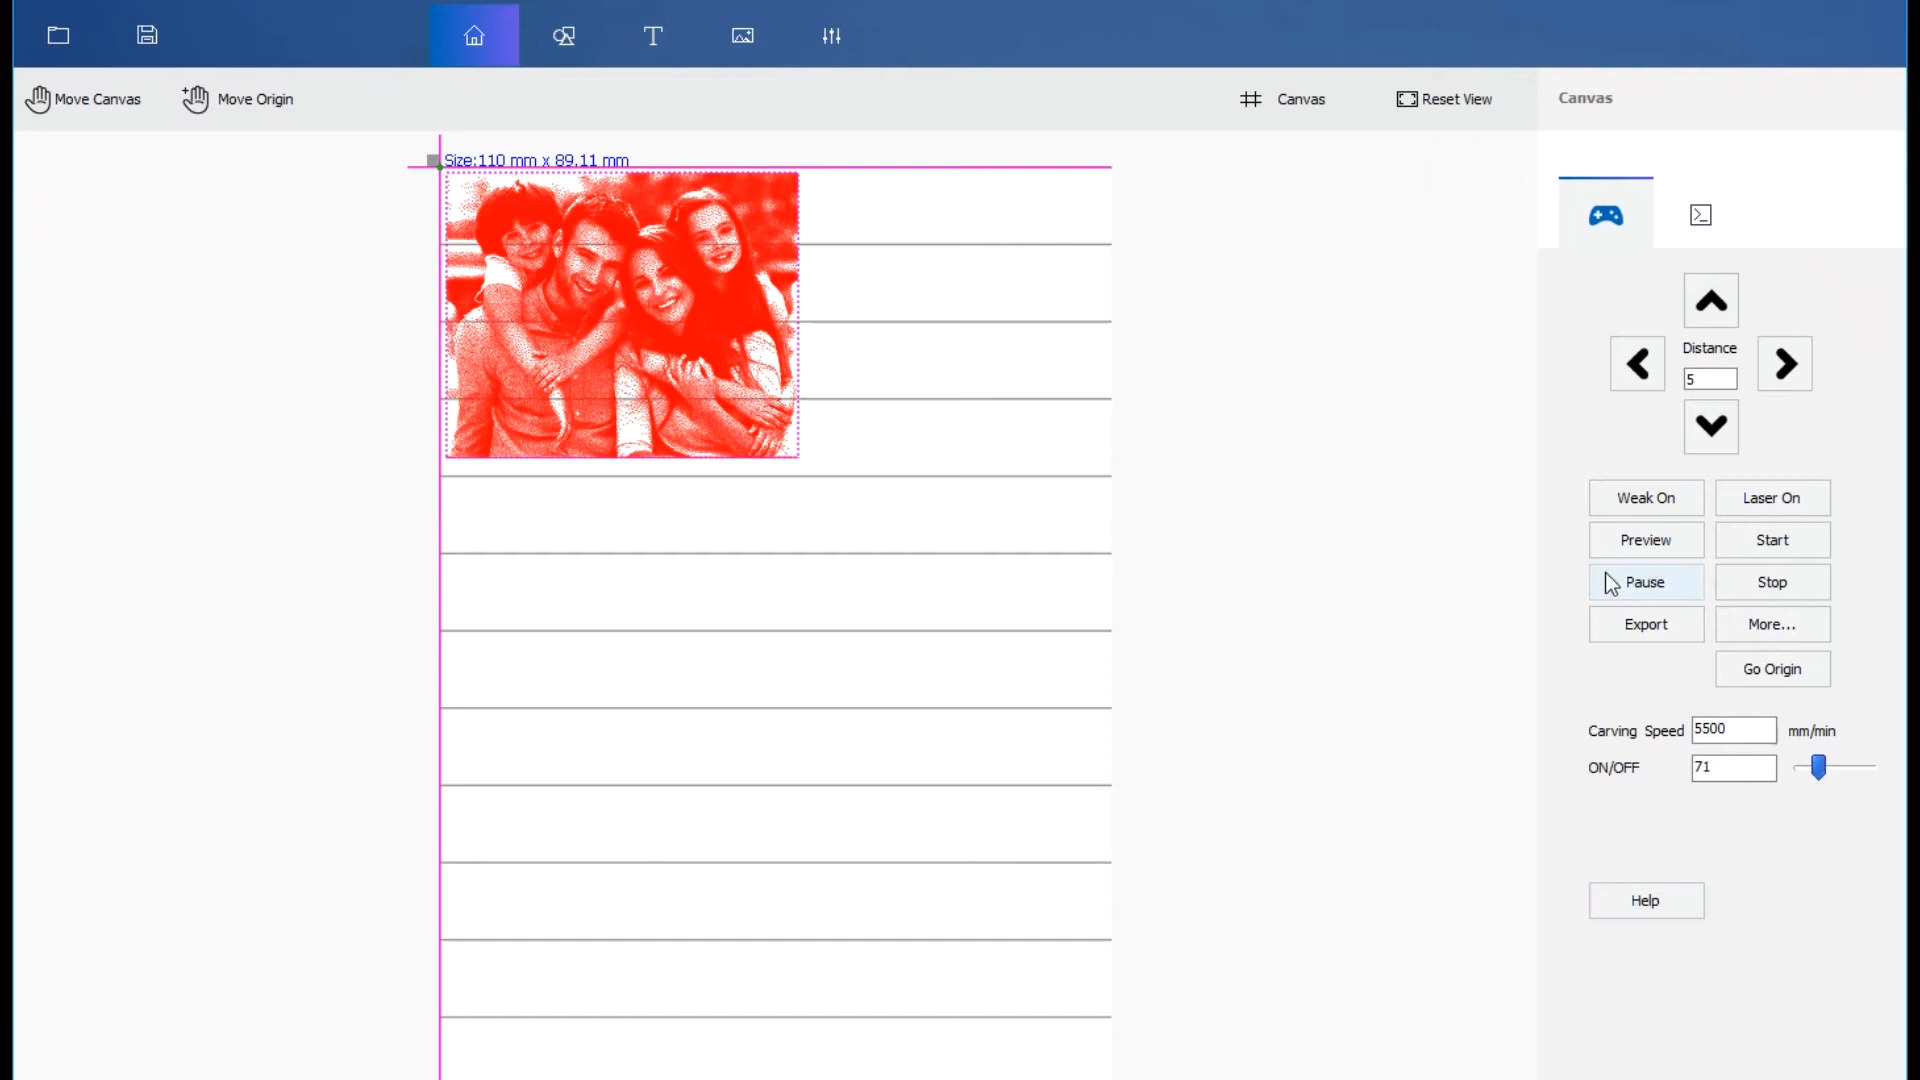 Move Canvas
Move Origin
Canvas
Reset View
Canvas
Size:110 mm x 89.11 mm
Distance
5
Weak On
Laser On
Preview
Start
Pause
Stop
Export
More...
Go Origin
Carving Speed 5500 mm/min
ON/OFF 71
Help